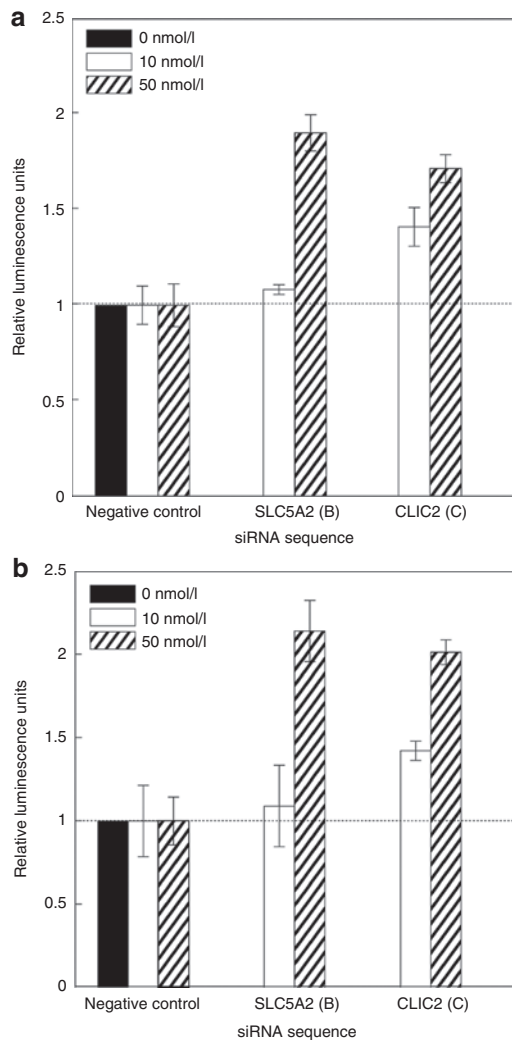 a
2.5
2
1.5
1
0.5
0
Relative luminescence units
0 nmol/l
10 nmol/l
50 nmol/l
Negative control
SLC5A2 (B)
CLIC2 (C)
siRNA sequence
b
2.5
2
1.5
1
0.5
0
Relative luminescence units
0 nmol/l
10 nmol/l
50 nmol/l
Negative control
SLC5A2 (B)
CLIC2 (C)
siRNA sequence